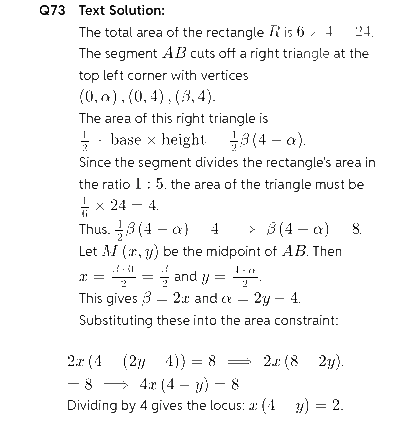 Q73 Text Solution:
The total area of the rectangle R is 6 × 4 24.
The segment AB cuts off a right triangle at the
top left corner with vertices
(0, α), (0, 4), (β, 4).
The area of this right triangle is
1/2 · base × height 1/2 β(4 − α).
Since the segment divides the rectangle's area in
the ratio 1 : 5, the area of the triangle must be
1/6 × 24 − 4.
Thus, 1/2 β(4 − α) 4 > β(4 − α) 8.
Let M (x, y) be the midpoint of AB. Then
x = /2 = /2 and y = /2.
This gives β − 2x and α − 2y − 4.
Substituting these into the area constraint:
2x (4 (2y 4)) = 8 ⟹ 2x (8 2y).
− 8 ⟶ 4x (4 − y) − 8
Dividing by 4 gives the locus: x (4 y) = 2.